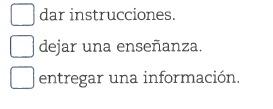 dar instrucciones.
dejar una enseñanza.
entregar una información.